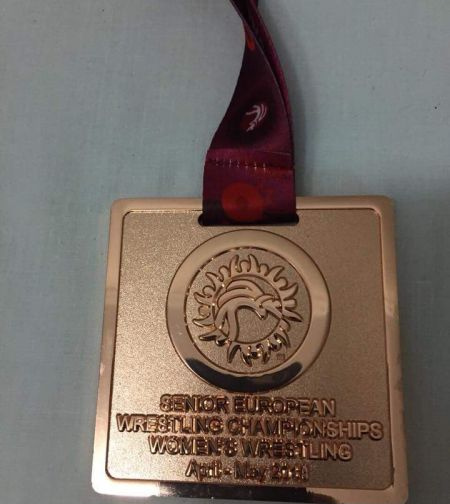 SENIOR EUROPEAN
WRESTLING CHAMPIONSHIPS
WOMEN'S WRESTLING
April - May